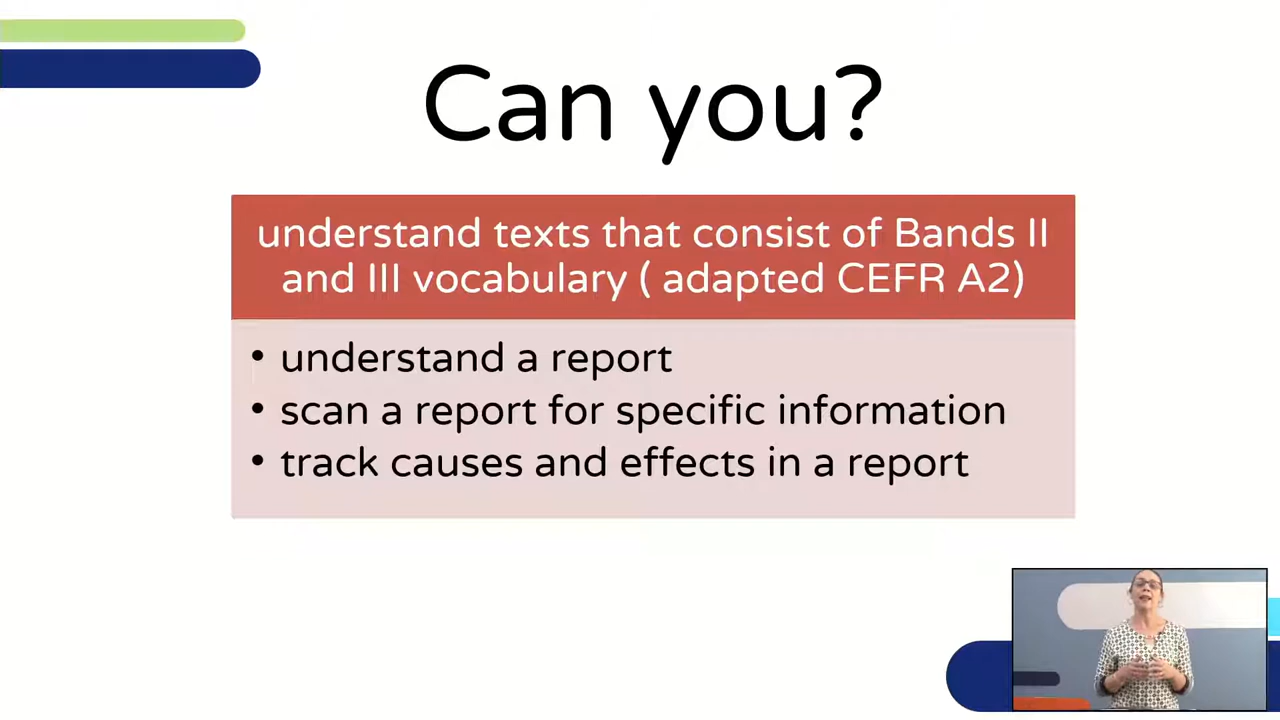 Can you?
understand texts that consist of Bands II
and III vocabulary ( adapted CEFR A2)
• understand a report
• scan a report for specific information
• track causes and effects in a report